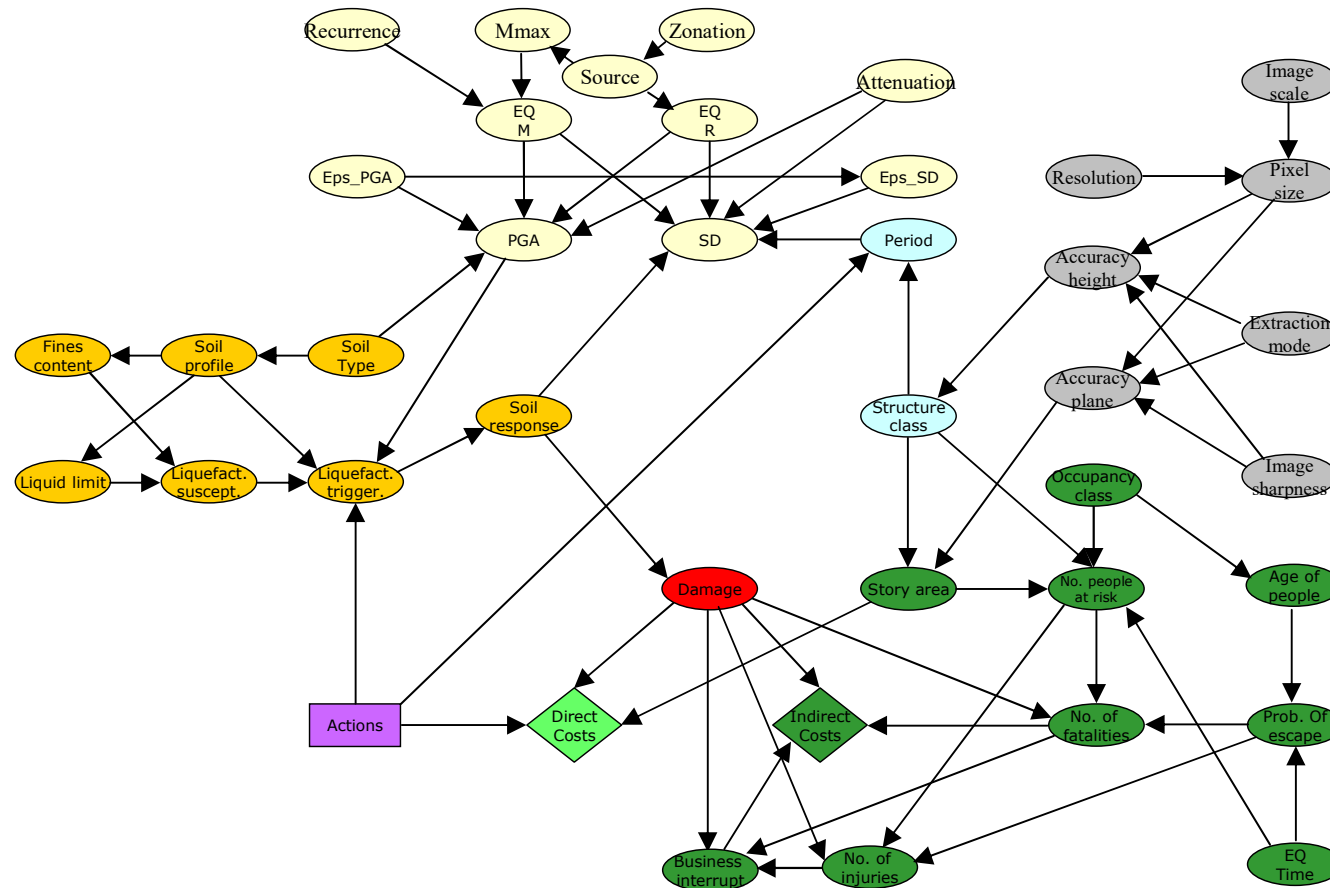 Recurrence
Mmax
Zonation
Source
Attenuation
Image
scale
EQ
M
EQ
R
Eps_PGA
Eps_SD
Resolution
Pixel
size
PGA
SD
Period
Accuracy
height
Extraction
mode
Fines
content
Soil
profile
Soil
Type
Accuracy
plane
Soil
response
Structure
class
Liquid limit
Liquefact.
suscept.
Liquefact.
trigger.
Occupancy
class
Image
sharpness
Damage
Story area
No. people
at risk
Age of
people
Actions
Direct
Costs
Indirect
Costs
No. of
fatalities
Prob. Of
escape
Business
interrupt
No. of
injuries
EQ
Time